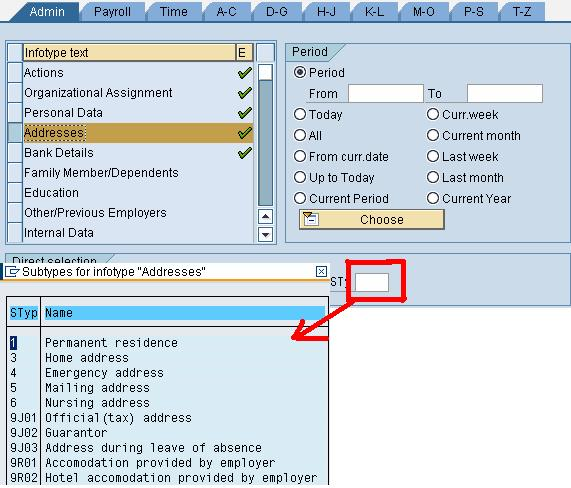 Admin Payroll Time A-C D-G H-J K-L M-O P-S T-Z
Infotype text E
Actions
Organizational Assignment
Personal Data
Addresses
Bank Details
Family Member/Dependents
Education
Other/Previous Employers
Internal Data
Period
Period
From To
Today Curr.week
All Current month
From curr.date Last week
Up to Today Last month
Current Period Current Year
Choose
Direct selection
STy
Subtypes for infotype "Addresses"
STyp Name
1 Permanent residence
3 Home address
4 Emergency address
5 Mailing address
6 Nursing address
9J01 Official(tax) address
9J02 Guarantor
9J03 Address during leave of absence
9R01 Accomodation provided by employer
9R02 Hotel accomodation provided by employer